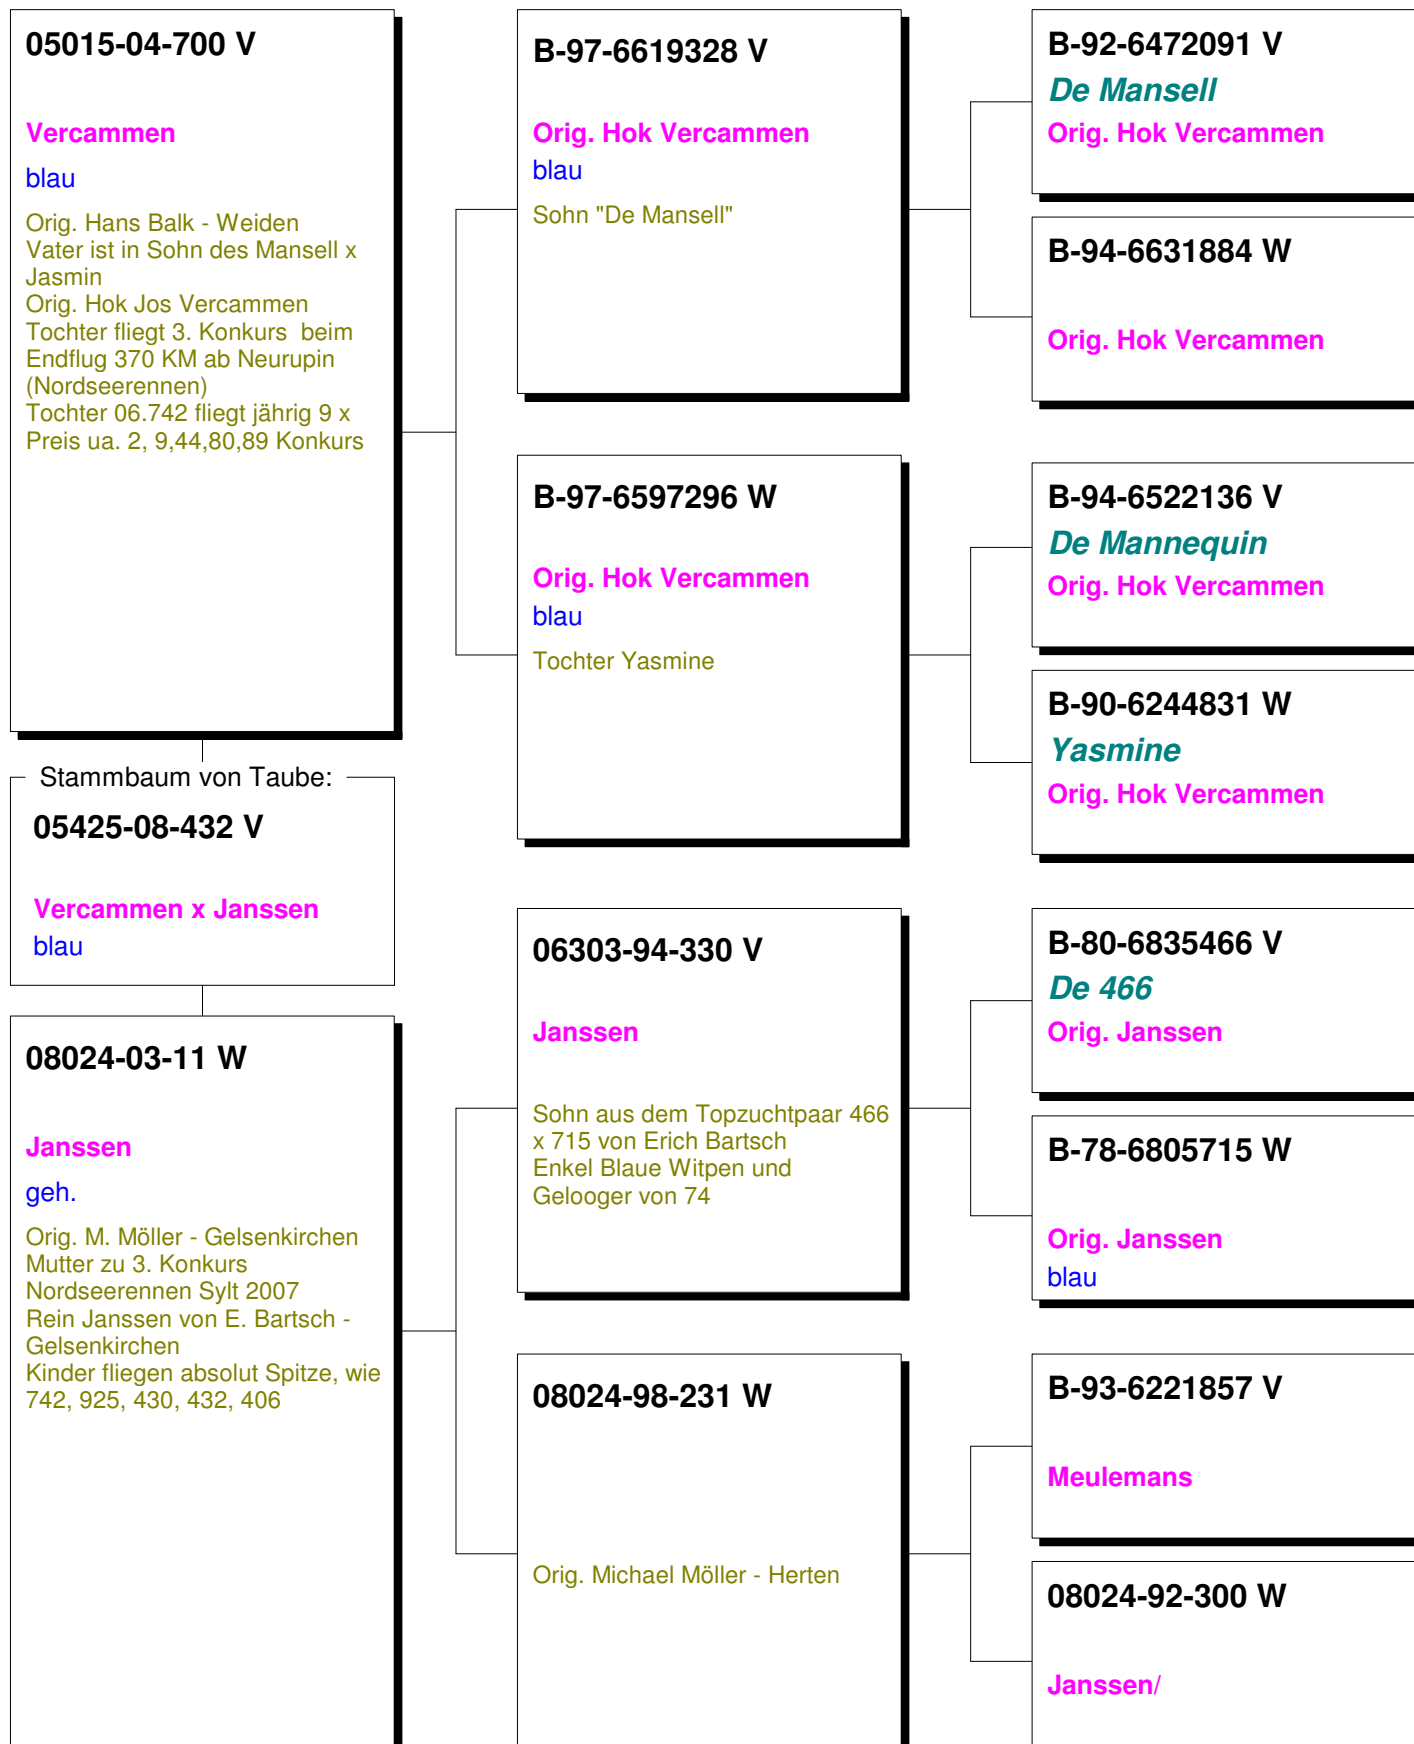 05015-04-700 V
Vercammen
blau
Orig. Hans Balk - Weiden
Vater ist in Sohn des Mansell x
Jasmin
Orig. Hok Jos Vercammen
Tochter fliegt 3. Konkurs  beim
Endflug 370 KM ab Neurupin
(Nordseerennen)
Tochter 06.742 fliegt jährig 9 x
Preis ua. 2, 9,44,80,89 Konkurs
Stammbaum von Taube:
05425-08-432 V
Vercammen x Janssen
blau
08024-03-11 W
Janssen
geh.
Orig. M. Möller - Gelsenkirchen
Mutter zu 3. Konkurs
Nordseerennen Sylt 2007
Rein Janssen von E. Bartsch -
Gelsenkirchen
Kinder fliegen absolut Spitze, wie
742, 925, 430, 432, 406
B-97-6619328 V
Orig. Hok Vercammen
blau
Sohn "De Mansell"
B-97-6597296 W
Orig. Hok Vercammen
blau
Tochter Yasmine
06303-94-330 V
Janssen
Sohn aus dem Topzuchtpaar 466
x 715 von Erich Bartsch
Enkel Blaue Witpen und
Gelooger von 74
08024-98-231 W
Orig. Michael Möller - Herten
B-92-6472091 V
De Mansell
Orig. Hok Vercammen
B-94-6631884 W
Orig. Hok Vercammen
B-94-6522136 V
De Mannequin
Orig. Hok Vercammen
B-90-6244831 W
Yasmine
Orig. Hok Vercammen
B-80-6835466 V
De 466
Orig. Janssen
B-78-6805715 W
Orig. Janssen
blau
B-93-6221857 V
Meulemans
08024-92-300 W
Janssen/